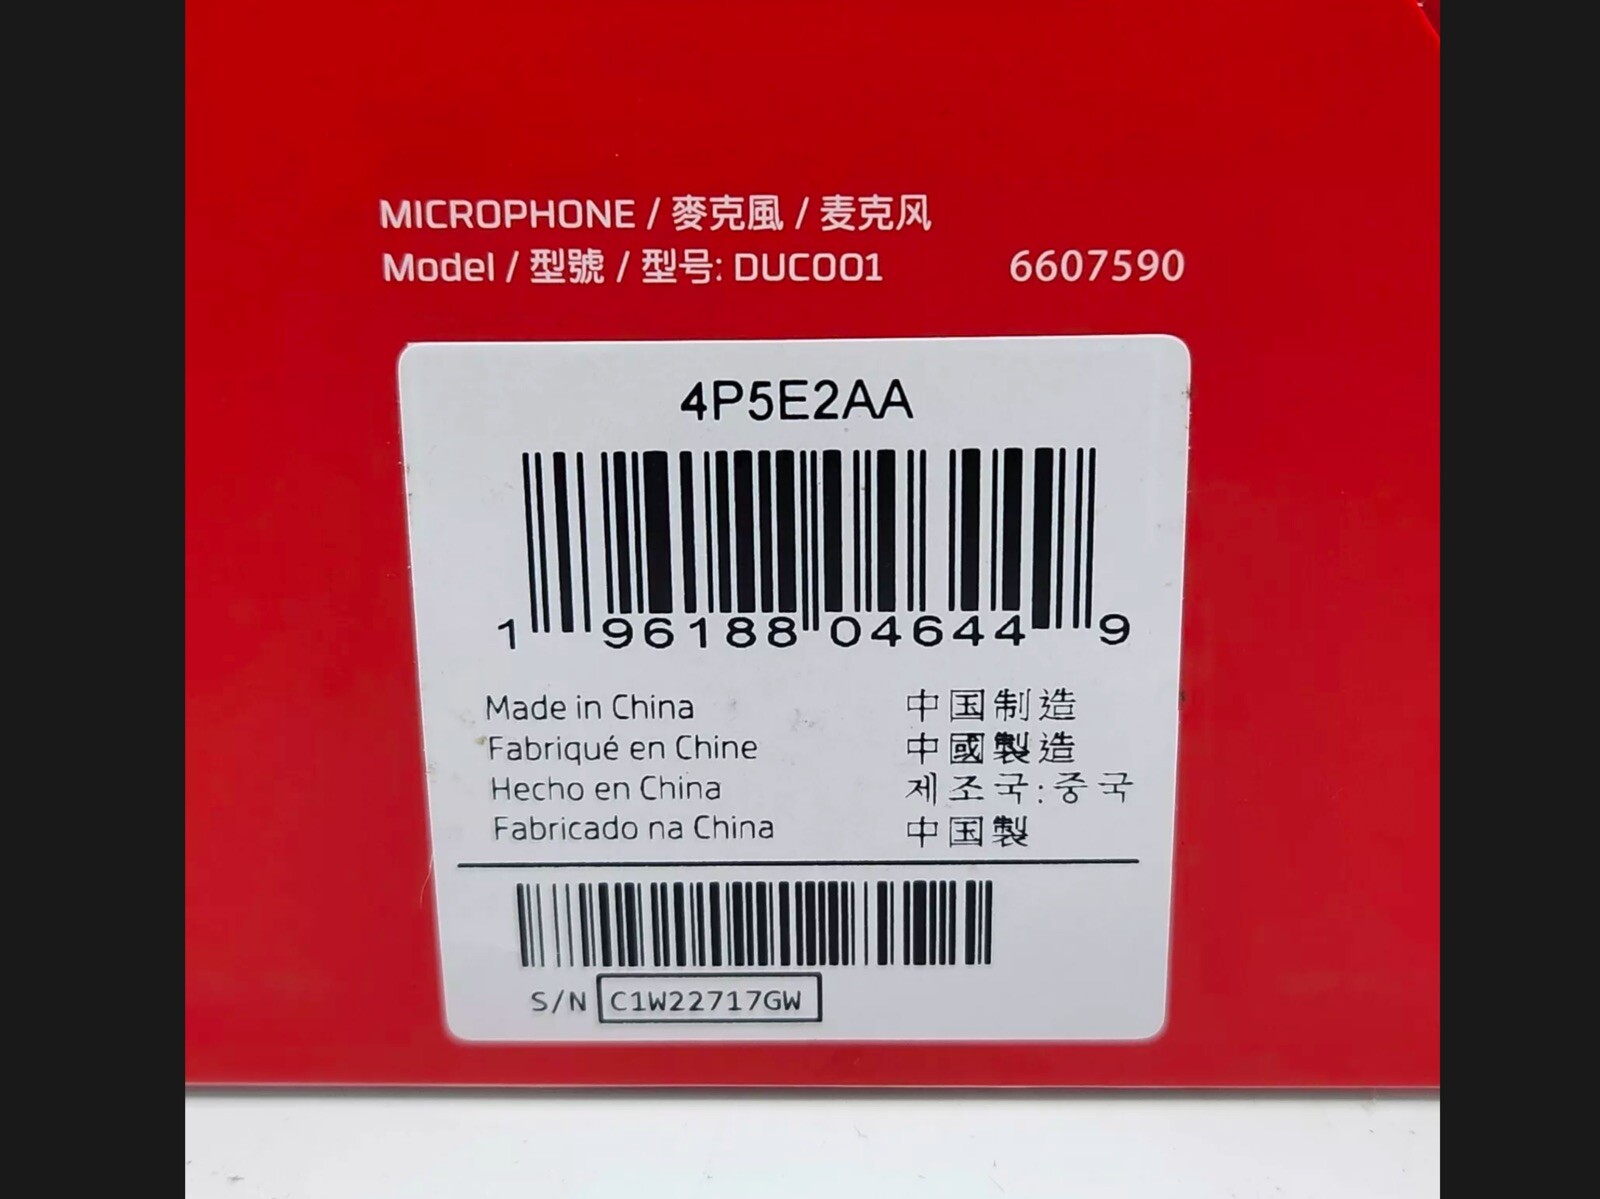 MICROPHONE / 麥克風 / 麦克风
Model / 型號 / 型号: DUC001 6607590
4P5E2AA
1 96188 04644 9
Made in China 中国制造
Fabriqué en Chine 中國製造
Hecho en China 제조국:중국
Fabricado na China 中国製
S/N C1W22717GW